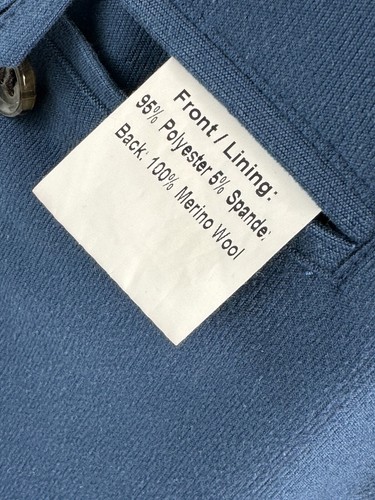 Front / Lining:
95% Polyester 5% Spande
Back: 100% Merino Wool